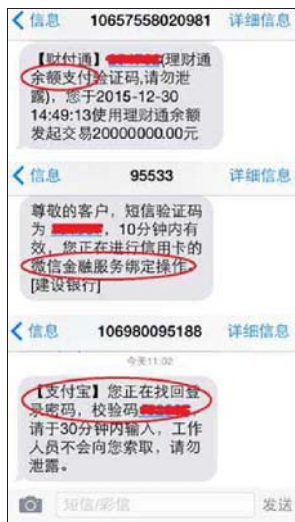 信息 10657558020981 详细信息
【财付通】(理财通
余额支付验证码,请勿泄
露)，您于2015-12-30
14:49:13使用理财通余额
发起交易20000000.00元
信息 95533 详细信息
尊敬的客户，短信验证码
为，10分钟内有
效，您正在进行信用卡的
微信金融服务绑定操作。
[建设银行]
信息 106980095188 详细信息
今天11:02
【支付宝】您正在找回登
录密码，校验码，
请于30分钟内输入，工作
人员不会向您索取，请勿
泄露。
短信/彩信 发送